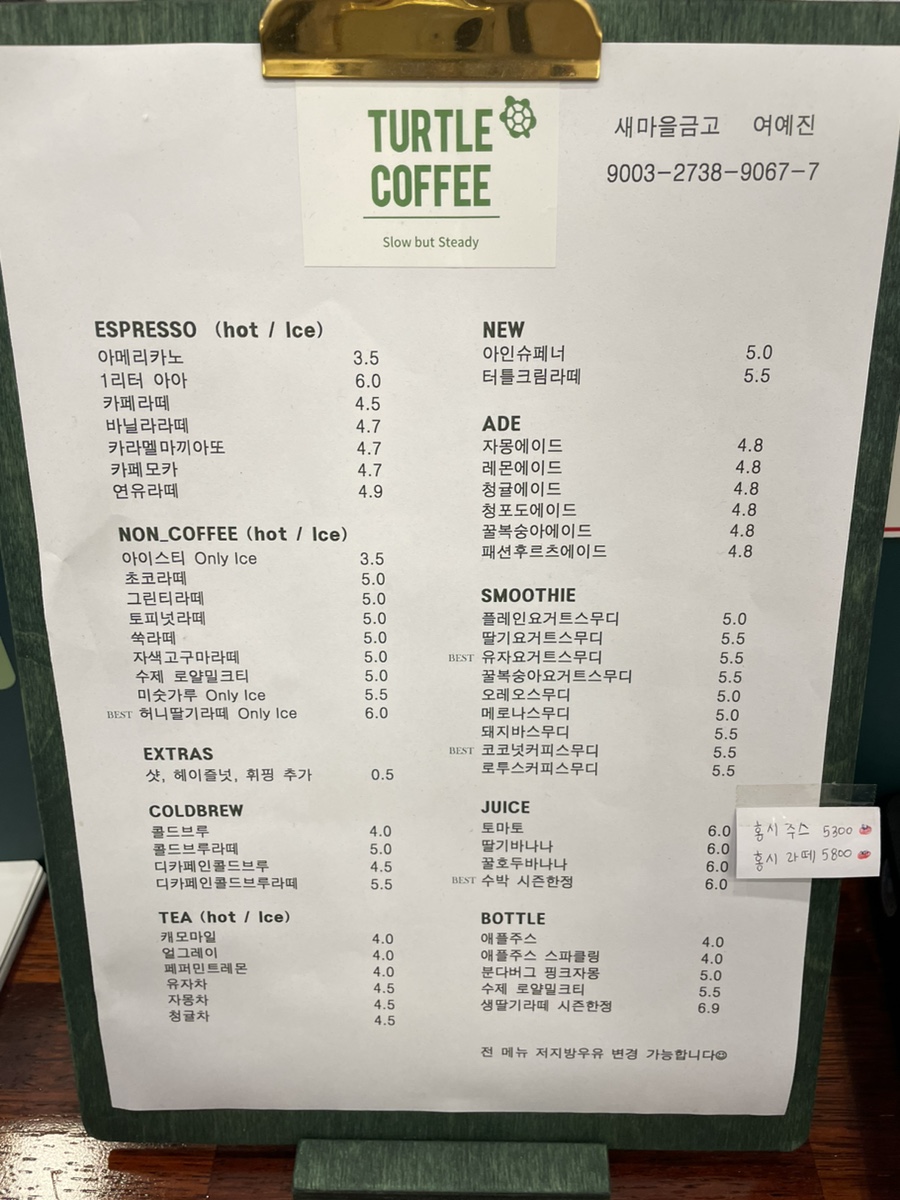 TURTLE
COFFEE
Slow but Steady
새마을금고 여예진
9003-2738-9067-7
ESPRESSO (hot / Ice)
아메리카노 3.5
1리터 아아 6.0
카페라떼 4.5
바닐라라떼 4.7
카라멜마끼아또 4.7
카페모카 4.7
연유라떼 4.9
NON_COFFEE (hot / Ice)
아이스티 Only Ice 3.5
초코라떼 5.0
그린티라떼 5.0
토피넛라떼 5.0
쑥라떼 5.0
자색고구마라떼 5.0
수제 로얄밀크티 5.0
미숫가루 Only Ice 5.5
BEST 허니딸기라떼 Only Ice 6.0
EXTRAS
샷, 헤이즐넛, 휘핑 추가 0.5
COLDBREW
콜드브루 4.0
콜드브루라떼 5.0
디카페인콜드브루 4.5
디카페인콜드브루라떼 5.5
TEA (hot / Ice)
캐모마일 4.0
얼그레이 4.0
페퍼민트레몬 4.0
유자차 4.5
자몽차 4.5
청귤차 4.5
NEW
아인슈페너 5.0
터틀크림라떼 5.5
ADE
자몽에이드 4.8
레몬에이드 4.8
청귤에이드 4.8
청포도에이드 4.8
꿀복숭아에이드 4.8
패션후르츠에이드 4.8
SMOOTHIE
플레인요거트스무디 5.0
딸기요거트스무디 5.5
BEST 유자요거트스무디 5.5
꿀복숭아요거트스무디 5.5
오레오스무디 5.0
메로나스무디 5.0
돼지바스무디 5.5
BEST 코코넛커피스무디 5.5
로투스커피스무디 5.5
JUICE
토마토 6.0
딸기바나나 6.0
꿀호두바나나 6.0
BEST 수박 시즌한정 6.0
홍시 주스 5300
홍시 라떼 5800
BOTTLE
애플주스 4.0
애플주스 스파클링 4.0
분다버그 핑크자몽 5.0
수제 로얄밀크티 5.5
생딸기라떼 시즌한정 6.9
전 메뉴 저지방우유 변경 가능합니다☺